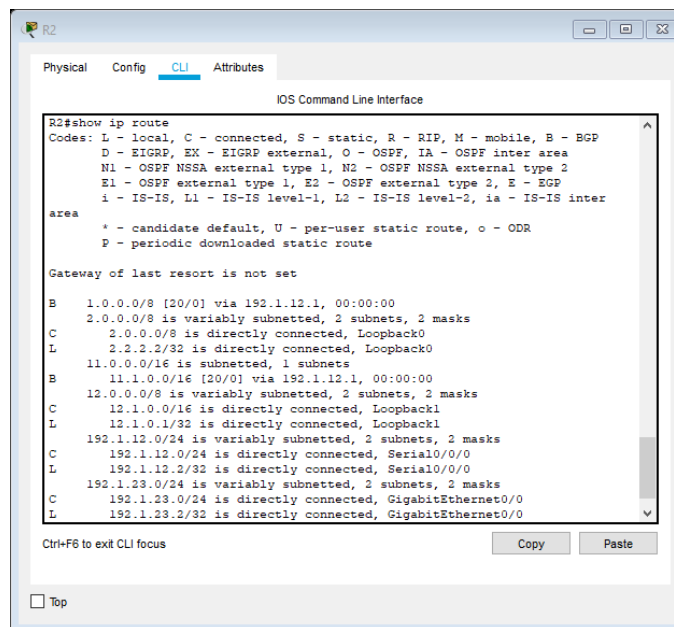 R2
Physical Config CLI Attributes
IOS Command Line Interface
R2#show ip route
Codes: L - local, C - connected, S - static, R - RIP, M - mobile, B - BGP
D - EIGRP, EX - EIGRP external, O - OSPF, IA - OSPF inter area
N1 - OSPF NSSA external type 1, N2 - OSPF NSSA external type 2
E1 - OSPF external type 1, E2 - OSPF external type 2, E - EGP
i - IS-IS, L1 - IS-IS level-1, L2 - IS-IS level-2, ia - IS-IS inter
area
* - candidate default, U - per-user static route, o - ODR
P - periodic downloaded static route
Gateway of last resort is not set
B 1.0.0.0/8 [20/0] via 192.1.12.1, 00:00:00
2.0.0.0/8 is variably subnetted, 2 subnets, 2 masks
C 2.0.0.0/8 is directly connected, Loopback0
L 2.2.2.2/32 is directly connected, Loopback0
11.0.0.0/16 is subnetted, 1 subnets
B 11.1.0.0/16 [20/0] via 192.1.12.1, 00:00:00
12.0.0.0/8 is variably subnetted, 2 subnets, 2 masks
C 12.1.0.0/16 is directly connected, Loopback1
L 12.1.0.1/32 is directly connected, Loopback1
192.1.12.0/24 is variably subnetted, 2 subnets, 2 masks
C 192.1.12.0/24 is directly connected, Serial0/0/0
L 192.1.12.2/32 is directly connected, Serial0/0/0
192.1.23.0/24 is variably subnetted, 2 subnets, 2 masks
C 192.1.23.0/24 is directly connected, GigabitEthernet0/0
L 192.1.23.2/32 is directly connected, GigabitEthernet0/0
Ctrl+F6 to exit CLI focus
Copy Paste
Top